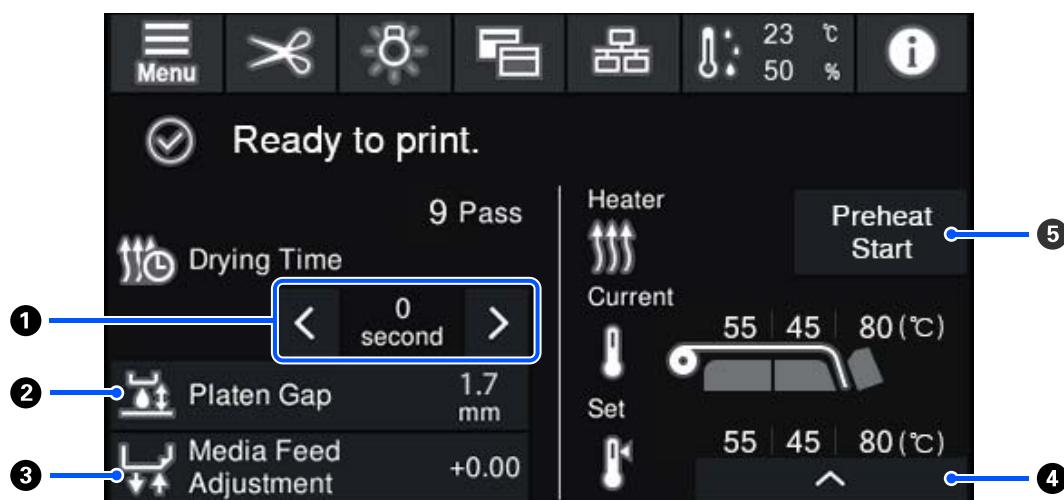 Menu
23 ℃
50 %
Ready to print.
9 Pass
Drying Time
0
second
Platen Gap
1.7
mm
Media Feed
Adjustment
+0.00
Heater
Preheat
Start
Current
55 45 80 (℃)
Set
55 45 80 (℃)
1
2
3
4
5